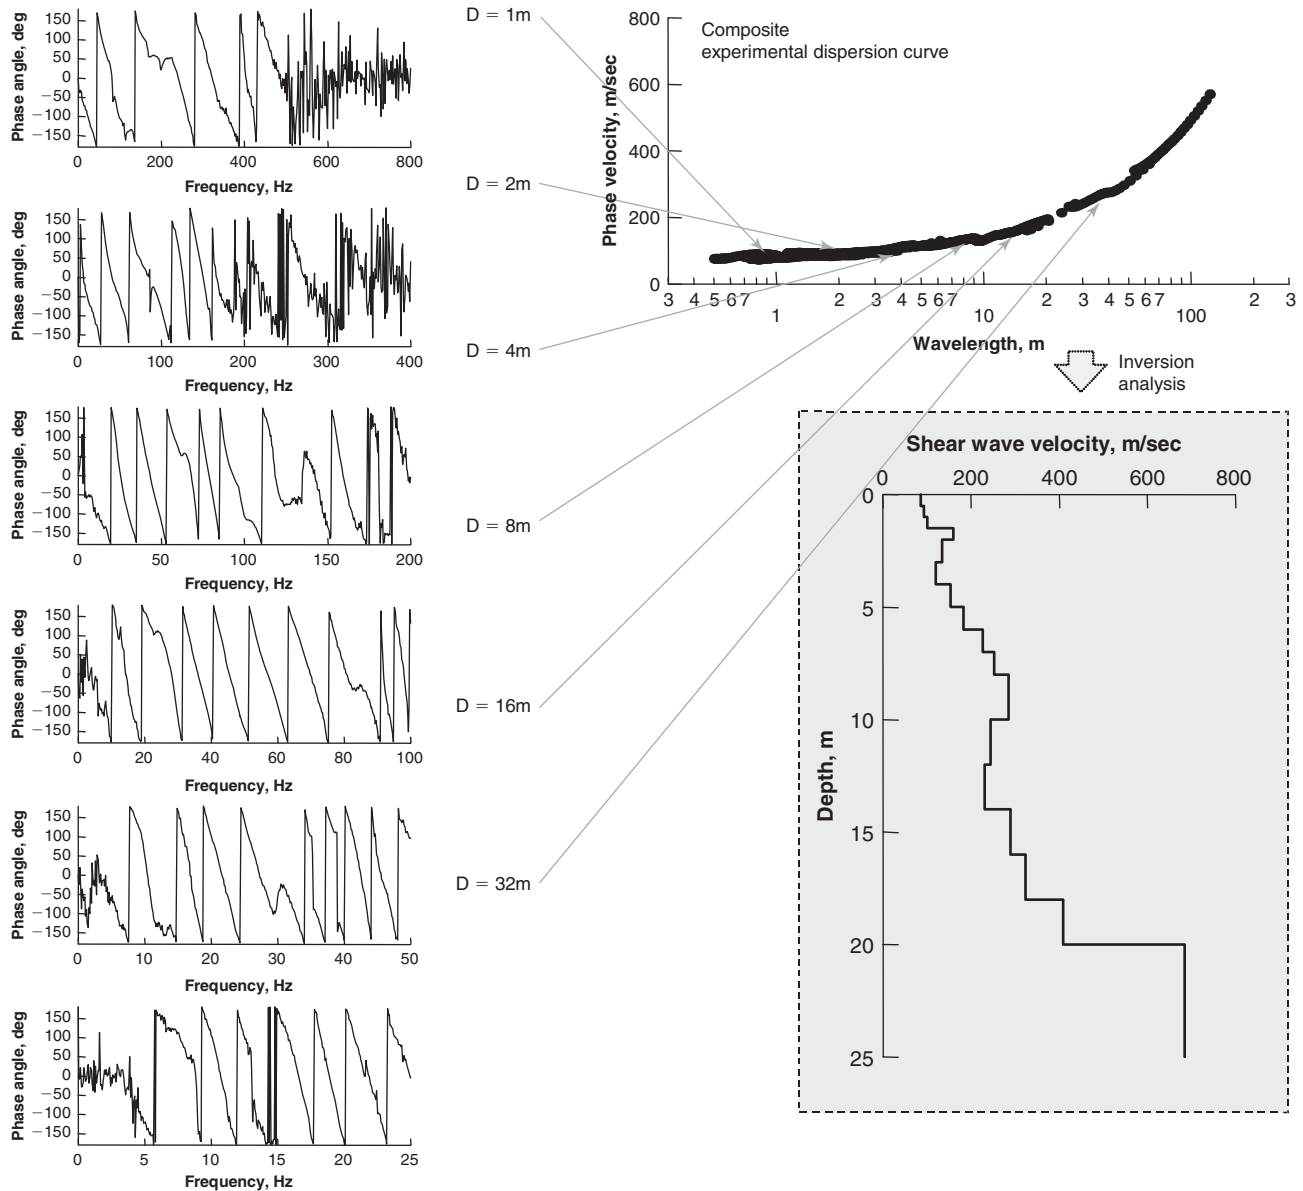 Phase angle, deg
150
100
50
0
−50
−100
−150
0 200 400 600 800
Frequency, Hz
Phase angle, deg
150
100
50
0
−50
−100
−150
0 100 200 300 400
Frequency, Hz
Phase angle, deg
150
100
50
0
−50
−100
−150
0 50 100 150 200
Frequency, Hz
Phase angle, deg
150
100
50
0
−50
−100
−150
0 20 40 60 80 100
Frequency, Hz
Phase angle, deg
150
100
50
0
−50
−100
−150
0 10 20 30 40 50
Frequency, Hz
Phase angle, deg
150
100
50
0
−50
−100
−150
0 5 10 15 20 25
Frequency, Hz
D = 1m
D = 2m
D = 4m
D = 8m
D = 16m
D = 32m
Composite
experimental dispersion curve
Phase velocity, m/sec
800
600
400
200
0
3 4 5 6 7 2 3 4 5 6 7 2 3 4 5 6 7 2 3
1 10 100
Wavelength, m
Inversion
analysis
Shear wave velocity, m/sec
0 200 400 600 800
Depth, m
0
5
10
15
20
25